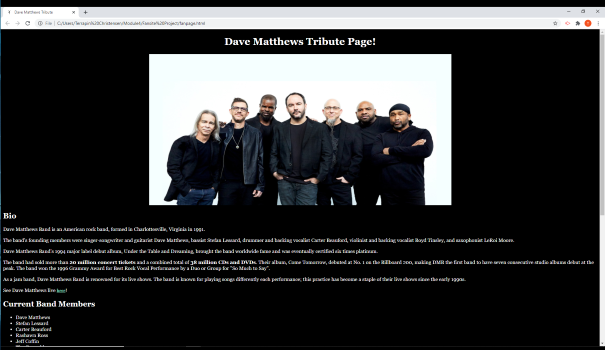 Dave Matthews Tribute
File | C:/Users/Terrapin%20Christensen/Modules/Fansite%20Project/fanpage.html
Dave Matthews Tribute Page!
Bio
Dave Matthews Band is an American rock band, formed in Charlottesville, Virginia in 1991.
The band's founding members were singer-songwriter and guitarist Dave Matthews, bassist Stefan Lessard, drummer and backing vocalist Carter Beauford, violinist and backing vocalist Boyd Tinsley, and saxophonist LeRoi Moore.
Dave Matthews Band's 1994 major label debut album, Under the Table and Dreaming, brought the band worldwide fame and was eventually certified six times platinum.
The band had sold more than 20 million concert tickets and a combined total of 38 million CDs and DVDs. Their album, Come Tomorrow, debuted at No. 1 on the Billboard 200, making DMB the first band to have seven consecutive studio albums debut at the
peak. The band won the 1996 Grammy Award for Best Rock Vocal Performance by a Duo or Group for "So Much to Say".
As a jam band, Dave Matthews Band is renowned for its live shows. The band is known for playing songs differently each performance, this practice has become a staple of their live shows since the early 1990s.
See Dave Matthews live here!
Current Band Members
Dave Matthews
Stefan Lessard
Carter Beauford
Rashawn Ross
Jeff Coffin